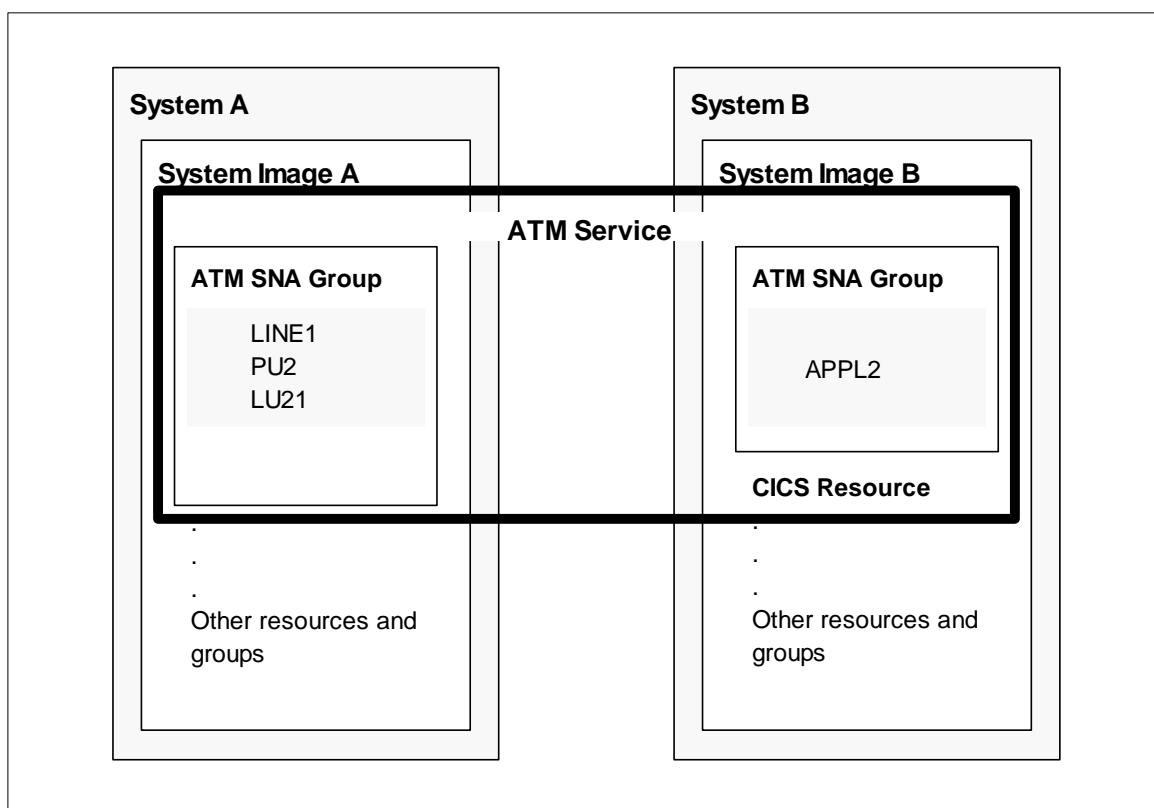 System A
System Image A
ATM SNA Group
LINE1
PU2
LU21
.
.
.
Other resources and
groups
ATM Service
System B
System Image B
ATM SNA Group
APPL2
CICS Resource
.
.
.
Other resources and
groups